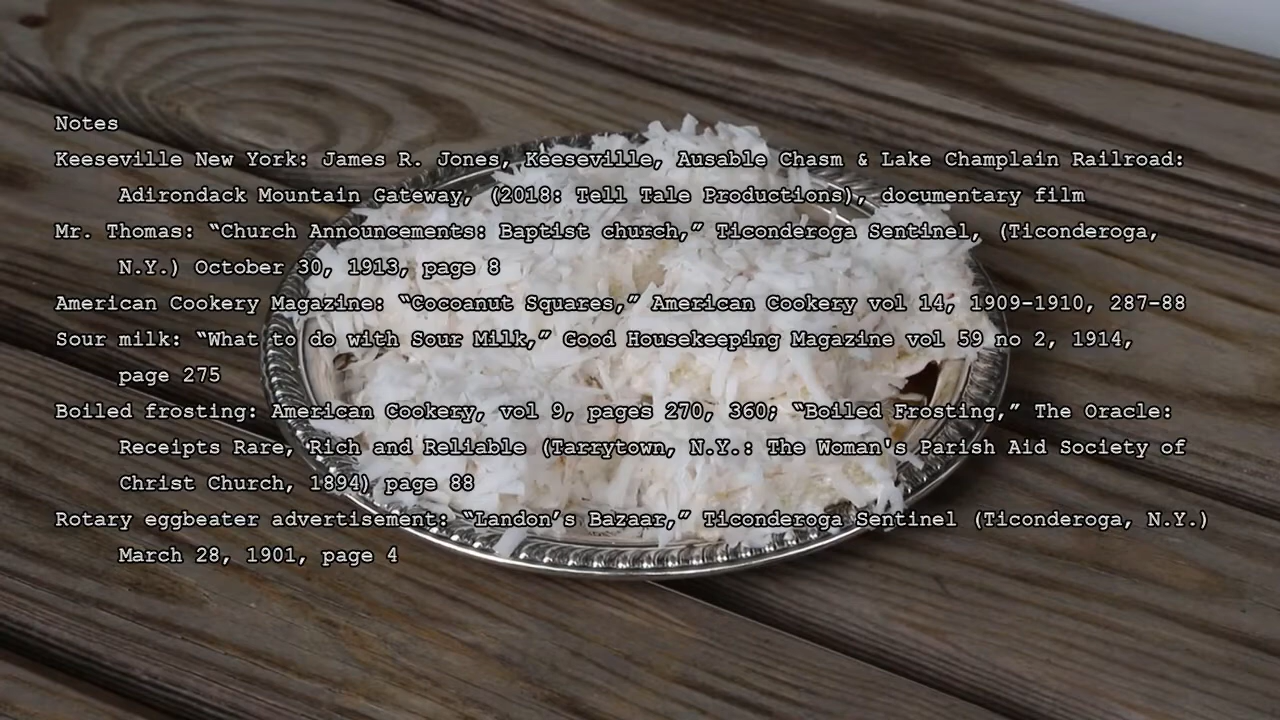 Notes
Keeseville New York: James R. Jones, Keeseville, Ausable Chasm & Lake Champlain Railroad:
Adirondack Mountain Gateway, (2018: Tell Tale Productions), documentary film
Mr. Thomas: “Church Announcements: Baptist church,” Ticonderoga Sentinel, (Ticonderoga,
N.Y.) October 30, 1913, page 8
American Cookery Magazine: “Cocoanut Squares,” American Cookery vol 14, 1909-1910, 287-88
Sour milk: “What to do with Sour Milk,” Good Housekeeping Magazine vol 59 no 2, 1914,
page 275
Boiled frosting: American Cookery, vol 9, pages 270, 360; “Boiled Frosting,” The Oracle:
Receipts Rare, Rich and Reliable (Tarrytown, N.Y.: The Woman's Parish Aid Society of
Christ Church, 1894) page 88
Rotary eggbeater advertisement: “Landon’s Bazaar,” Ticonderoga Sentinel (Ticonderoga, N.Y.)
March 28, 1901, page 4